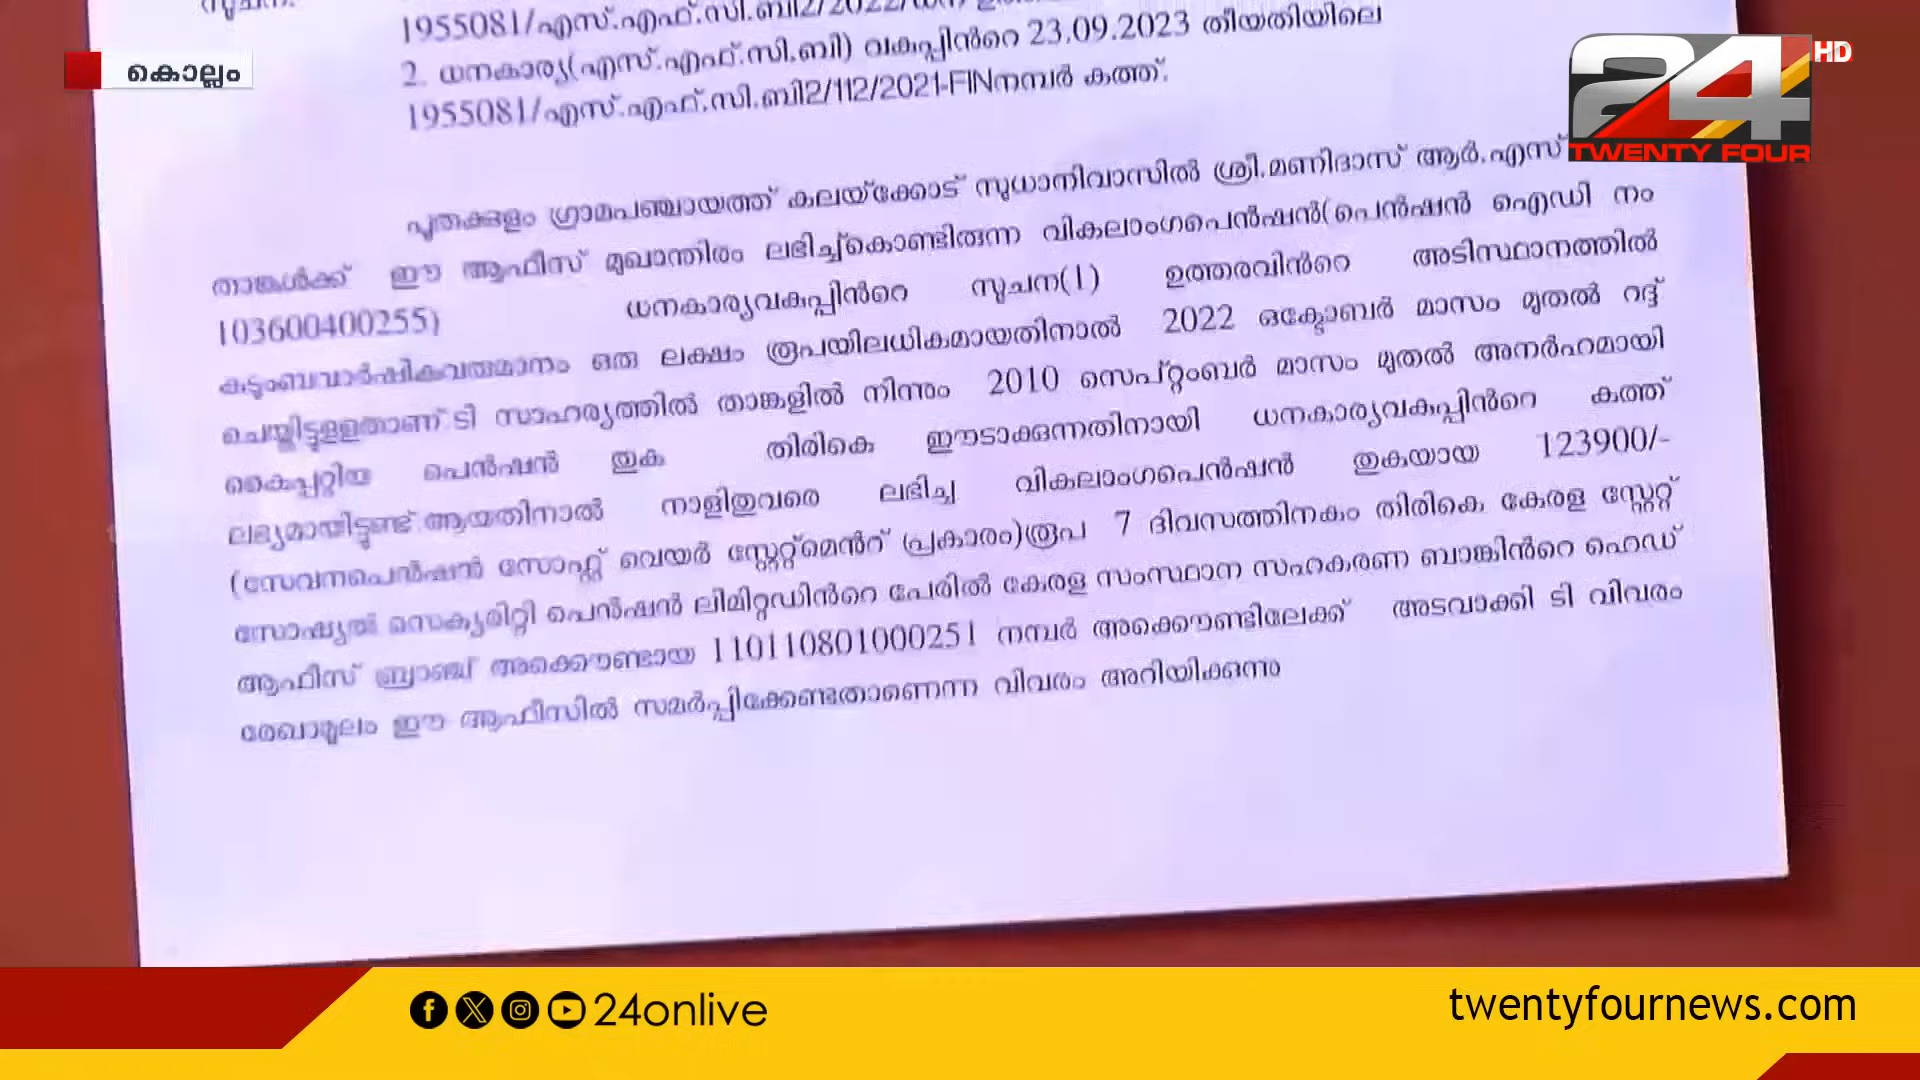 സൂചന:
1955081/എസ്.എഫ്.സി.ബി2/2022/ധന
2. ധനകാര്യ(എസ്.എഫ്.സി.ബി) വകുപ്പിൻറെ 23.09.2023 തീയതിയിലെ
1955081/എസ്.എഫ്.സി.ബി2/112/2021-FINനമ്പർ കത്ത്.
കൊല്ലം
24 HD
TWENTY FOUR
പൂതക്കുളം ഗ്രാമപഞ്ചായത്ത് കലയ്ക്കോട് സുധാനിവാസിൽ ശ്രീ.മണിദാസ് ആർ.എസ്
താങ്കൾക്ക് ഈ ആഫീസ് മുഖാന്തിരം ലഭിച്ച്കൊണ്ടിരുന്ന വികലാംഗപെൻഷൻ(പെൻഷൻ ഐഡി നം
103600400255) ധനകാര്യവകുപ്പിൻറെ സൂചന(1) ഉത്തരവിൻറെ അടിസ്ഥാനത്തിൽ
കുടുംബവാർഷികവരുമാനം ഒരു ലക്ഷം രൂപയിലധികമായതിനാൽ 2022 ഒക്ടോബർ മാസം മുതൽ റദ്ദ്
ചെയ്തിട്ടുള്ളതാണ്.ടി സാഹര്യത്തിൽ താങ്കളിൽ നിന്നും 2010 സെപ്റ്റംബർ മാസം മുതൽ അനർഹമായി
കൈപ്പറ്റിയ പെൻഷൻ തുക തിരികെ ഈടാക്കുന്നതിനായി ധനകാര്യവകുപ്പിൻറെ കത്ത്
ലഭ്യമായിട്ടുണ്ട്.ആയതിനാൽ നാളിതുവരെ ലഭിച്ച വികലാംഗപെൻഷൻ തുകയായ 123900/-
(സേവനപെൻഷൻ സോഫ്റ്റ് വെയർ സ്റ്റേറ്റ്മെൻറ് പ്രകാരം)രൂപ 7 ദിവസത്തിനകം തിരികെ കേരള സ്റ്റേറ്റ്
സോഷ്യൽ സെക്യൂരിറ്റി പെൻഷൻ ലിമിറ്റഡിൻറെ പേരിൽ കേരള സംസ്ഥാന സഹകരണ ബാങ്കിൻറെ ഹെഡ്
ആഫീസ് ബ്രാഞ്ച് അക്കൌണ്ടായ 110110801000251 നമ്പർ അക്കൌണ്ടിലേക്ക് അടവാക്കി ടി വിവരം
രേഖാമൂലം ഈ ആഫീസിൽ സമർപ്പിക്കേണ്ടതാണെന്ന വിവരം അറിയിക്കുന്നു
24onlive
twentyfournews.com